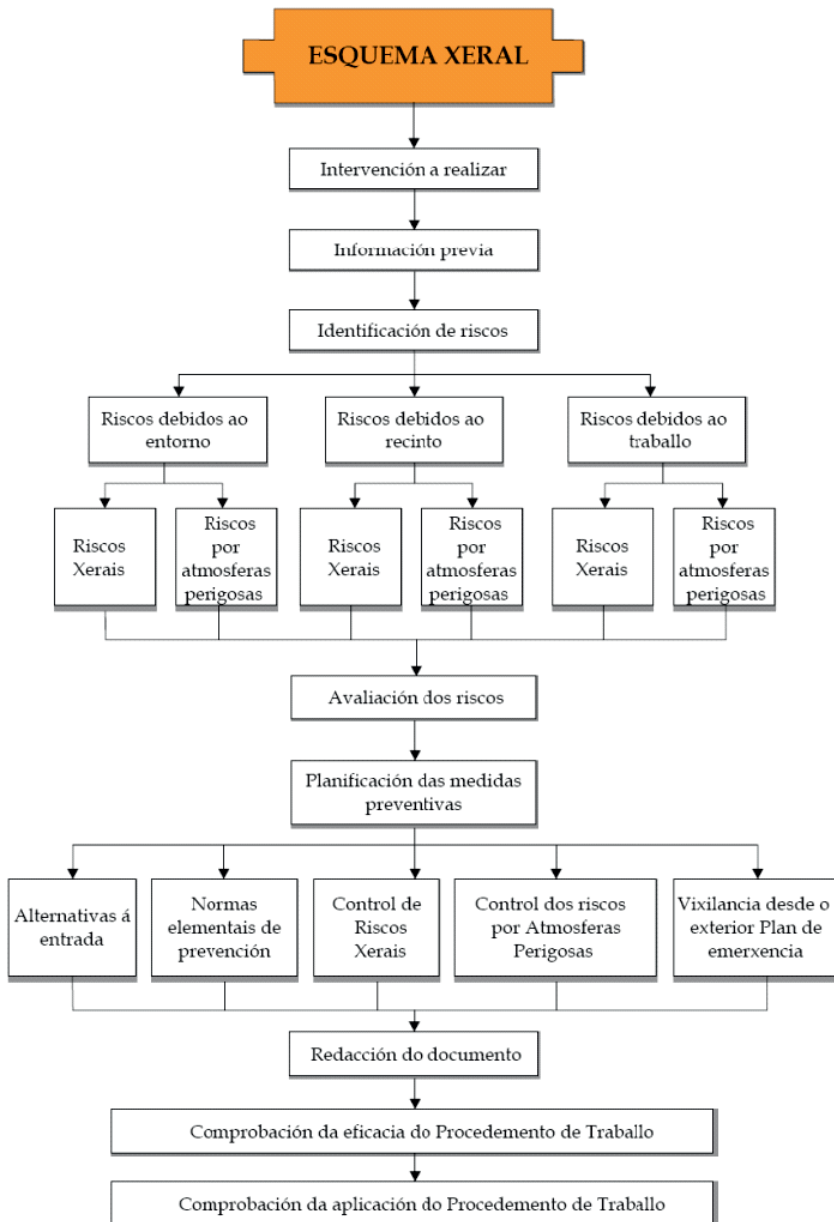 ESQUEMA XERAL
Intervención a realizar
Información previa
Identificación de riscos
Riscos debidos ao
entorno
Riscos debidos ao
recinto
Riscos debidos ao
traballo
Riscos
Xerais
Riscos
por
atmosferas
perigosas
Riscos
Xerais
Riscos
por
atmosferas
perigosas
Riscos
Xerais
Riscos
por
atmosferas
perigosas
Avaliación dos riscos
Planificación das medidas
preventivas
Alternativas á
entrada
Normas
elementais de
prevención
Control de
Riscos
Xerais
Control dos riscos
por Atmosferas
Perigosas
Vixilancia desde o
exterior Plan de
emerxencia
Redacción do documento
Comprobación da eficacia do Procedemento de Traballo
Comprobación da aplicación do Procedemento de Traballo